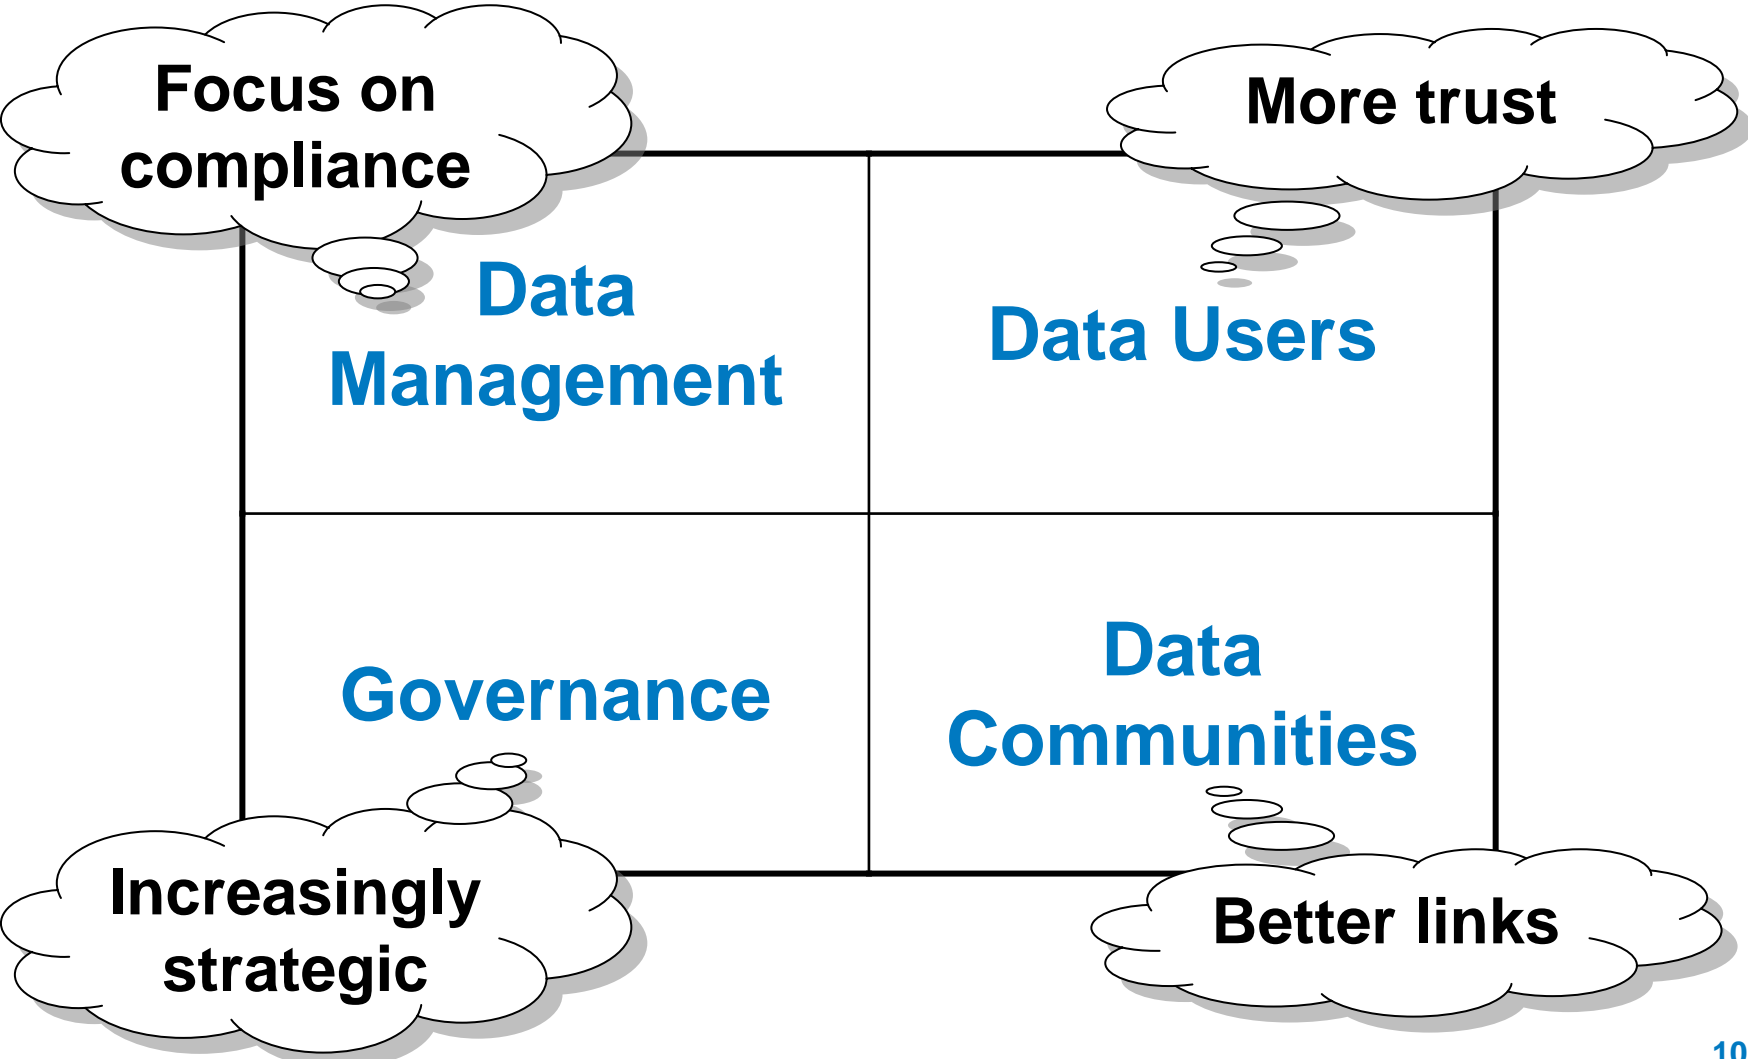 Focus on
compliance
More trust
Data
Management
Data Users
Governance
Data
Communities
Increasingly
strategic
Better links
10